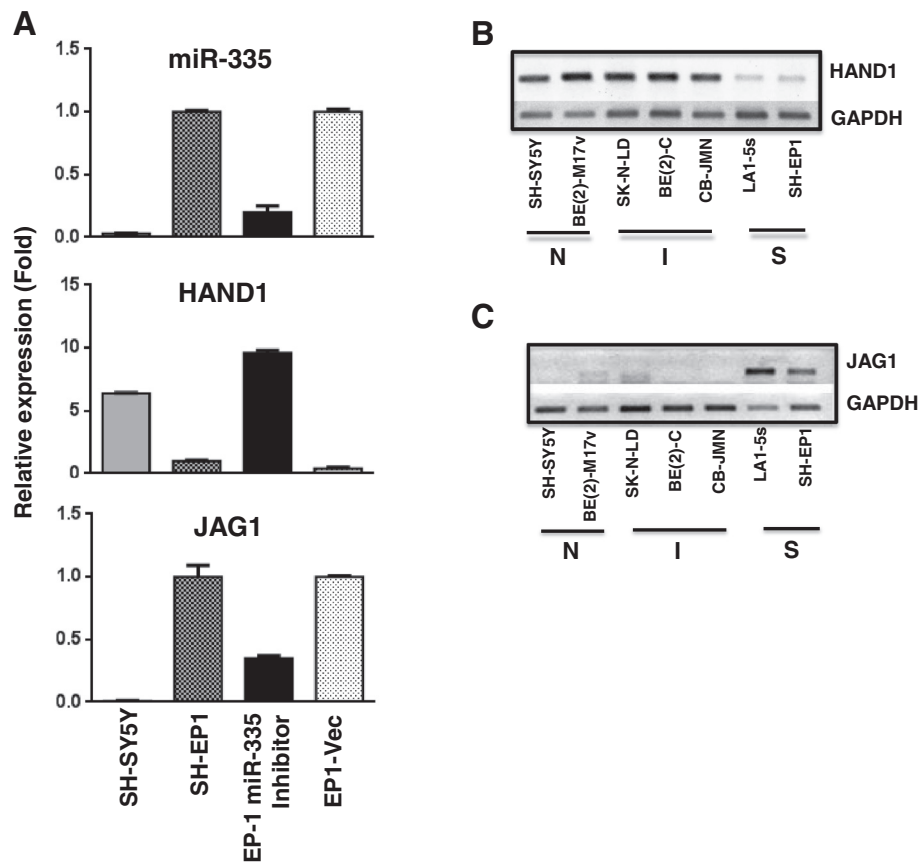 A
Relative expression (Fold)
miR-335
1.5
1.0
0.5
0.0
HAND1
15
10
5
0
JAG1
1.5
1.0
0.5
0.0
SH-SY5Y
SH-EP1
EP-1 miR-335
Inhibitor
EP1-Vec
B
HAND1
GAPDH
SH-SY5Y
BE(2)-M17v
SK-N-LD
BE(2)-C
CB-JMN
LA1-5s
SH-EP1
N
I
S
C
JAG1
GAPDH
SH-SY5Y
BE(2)-M17v
SK-N-LD
BE(2)-C
CB-JMN
LA1-5s
SH-EP1
N
I
S